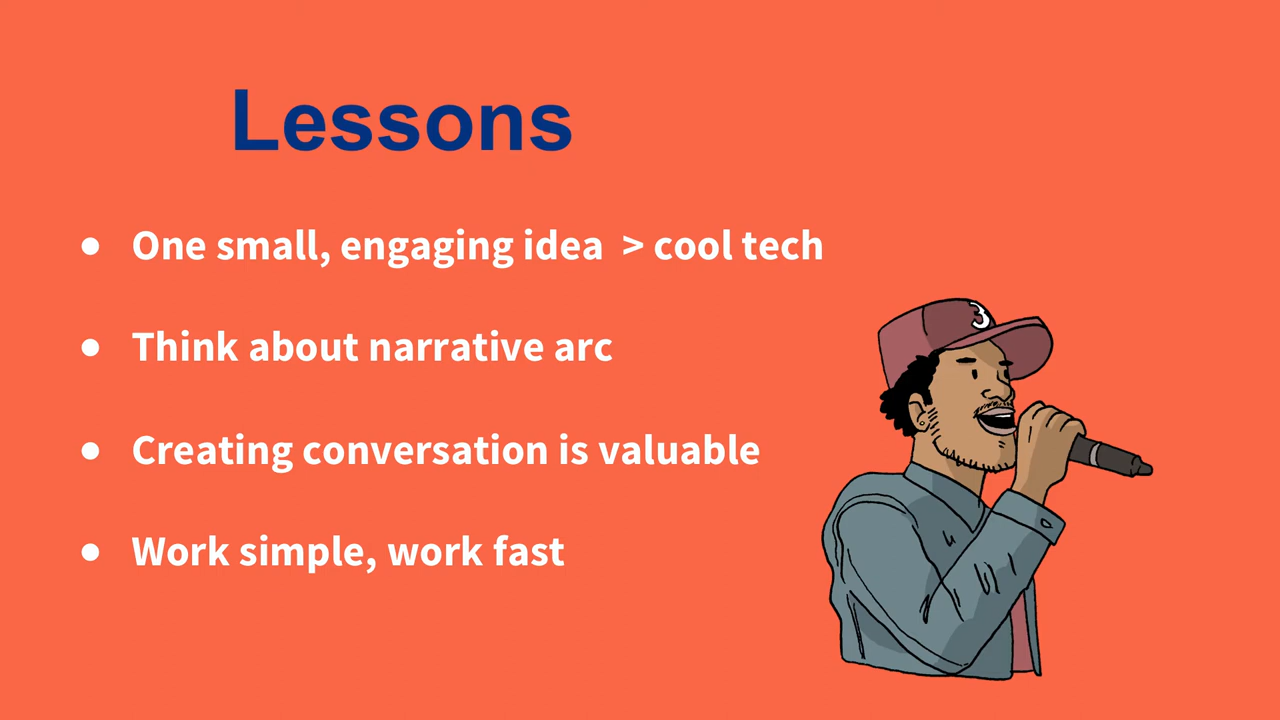 Lessons
● One small, engaging idea > cool tech
● Think about narrative arc
● Creating conversation is valuable
● Work simple, work fast
3